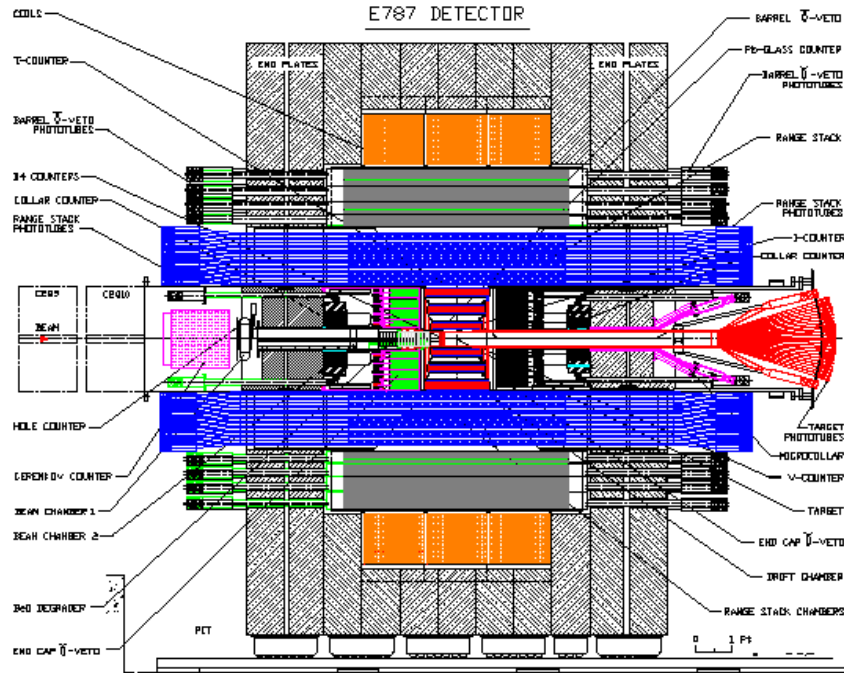 COILS
E787 DETECTOR
BARREL γ̄-VETO
Pb-GLASS COUNTER
T-COUNTER
END PLATES
END PLATES
BARREL γ̄-VETO
PHOTOTUBES
BARREL γ̄-VETO
PHOTOTUBES
RANGE STACK
I4 COUNTERS
COLLAR COUNTER
RANGE STACK
PHOTOTUBES
RANGE STACK
PHOTOTUBES
I-COUNTER
COLLAR COUNTER
BEAM
HOLE COUNTER
TARGET
PHOTOTUBES
MICROCOLLAR
CERENKOV COUNTER
V-COUNTER
BEAM CHAMBER 1
TARGET
BEAM CHAMBER 2
END CAP γ̄-VETO
DRIFT CHAMBER
BeO DEGRADER
RANGE STACK CHAMBERS
PIT
0 1 Ft
END CAP γ̄-VETO